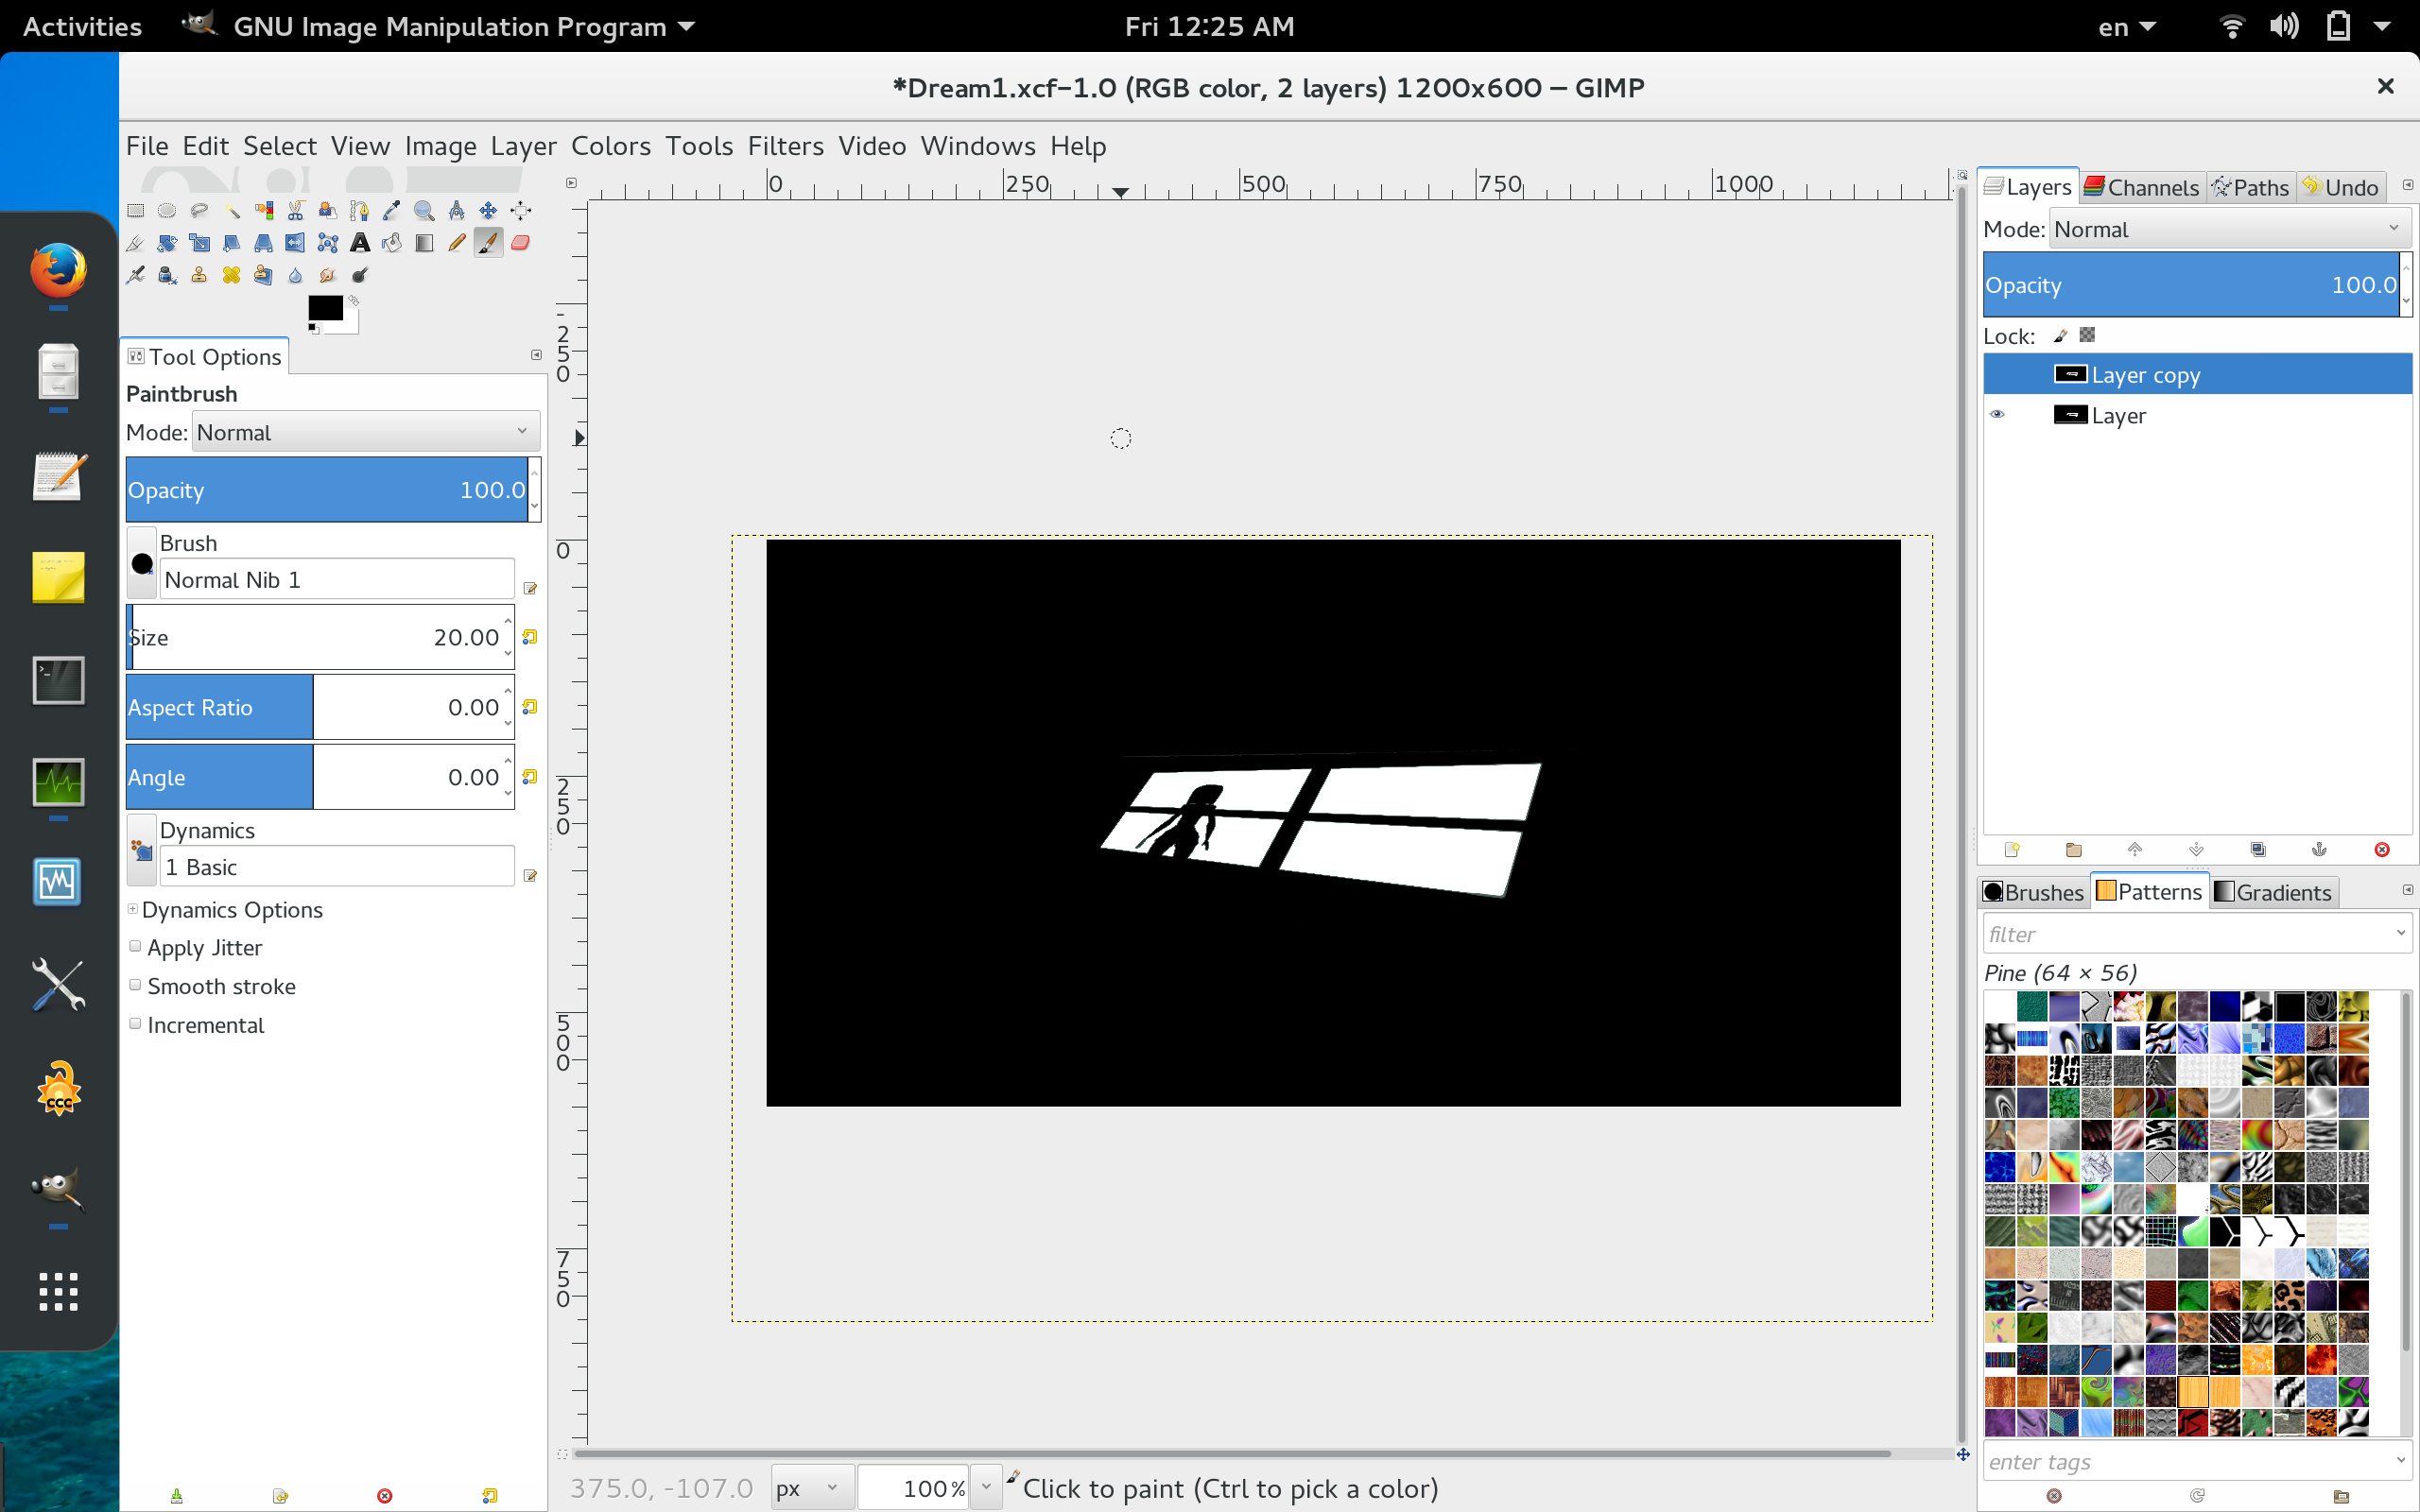 Activities GNU Image Manipulation Program Fri 12:25 AM en
*Dream1.xcf-1.0 (RGB color, 2 layers) 1200x600 – GIMP
File Edit Select View Image Layer Colors Tools Filters Video Windows Help
0 250 500 750 1000
Layers Channels Paths Undo
Mode: Normal
Opacity 100.0
Lock:
Layer copy
Layer
Tool Options
Paintbrush
Mode: Normal
Opacity 100.0
Brush
Normal Nib 1
Size 20.00
Aspect Ratio 0.00
Angle 0.00
Dynamics
1 Basic
Dynamics Options
Apply Jitter
Smooth stroke
Incremental
CCC
-250
0
250
500
750
Brushes Patterns Gradients
filter
Pine (64 × 56)
enter tags
375.0, -107.0 px 100% Click to paint (Ctrl to pick a color)